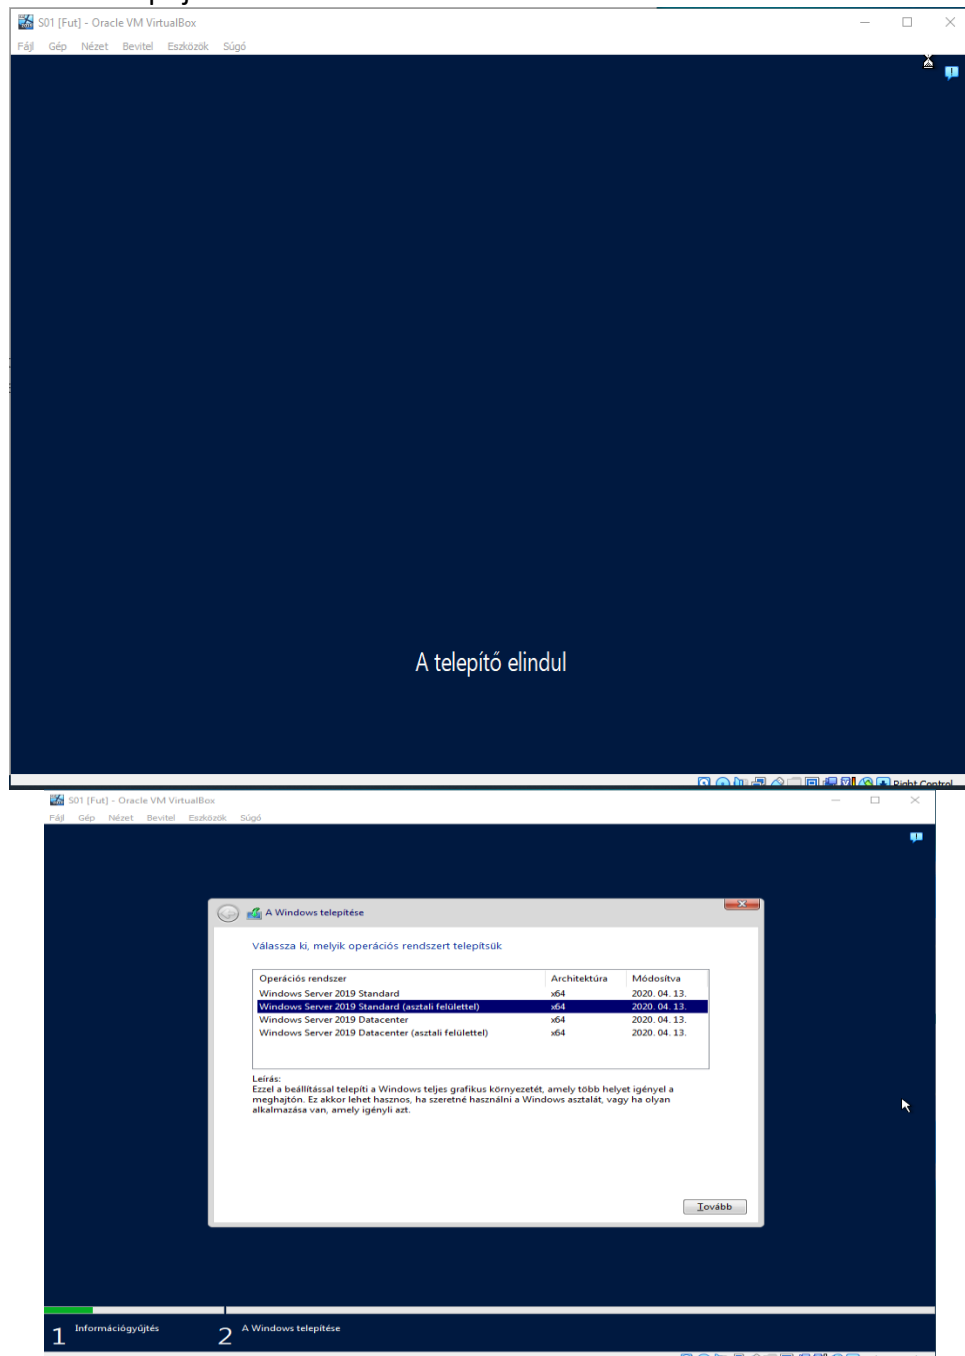 S01 [Fut] - Oracle VM VirtualBox
Fájl Gép Nézet Bevitel Eszközök Súgó
A telepítő elindul
Right Control
S01 [Fut] - Oracle VM VirtualBox
Fájl Gép Nézet Bevitel Eszközök Súgó
A Windows telepítése
Válassza ki, melyik operációs rendszert telepítsük
Operációs rendszer Architektúra Módosítva
Windows Server 2019 Standard x64 2020. 04. 13.
Windows Server 2019 Standard (asztali felülettel) x64 2020. 04. 13.
Windows Server 2019 Datacenter x64 2020. 04. 13.
Windows Server 2019 Datacenter (asztali felülettel) x64 2020. 04. 13.
Leírás:
Ezzel a beállítással telepíti a Windows teljes grafikus környezetét, amely több helyet igényel a
meghajtón. Ez akkor lehet hasznos, ha szeretné használni a Windows asztalát, vagy ha olyan
alkalmazása van, amely igényli azt.
Tovább
1 Információgyűjtés 2 A Windows telepítése